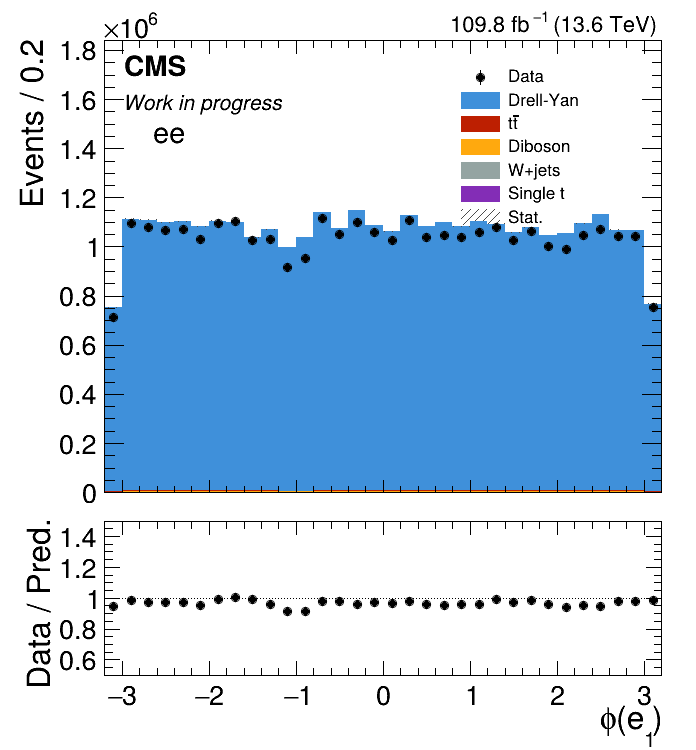 ×10⁶
109.8 fb⁻¹ (13.6 TeV)
CMS
Work in progress
ee
Data
Drell-Yan
tt̅
Diboson
W+jets
Single t
Stat.
Events / 0.2
1.8
1.6
1.4
1.2
1
0.8
0.6
0.4
0.2
0
Data / Pred.
1.4
1.2
1
0.8
0.6
−3 −2 −1 0 1 2 3
ϕ(e₁)